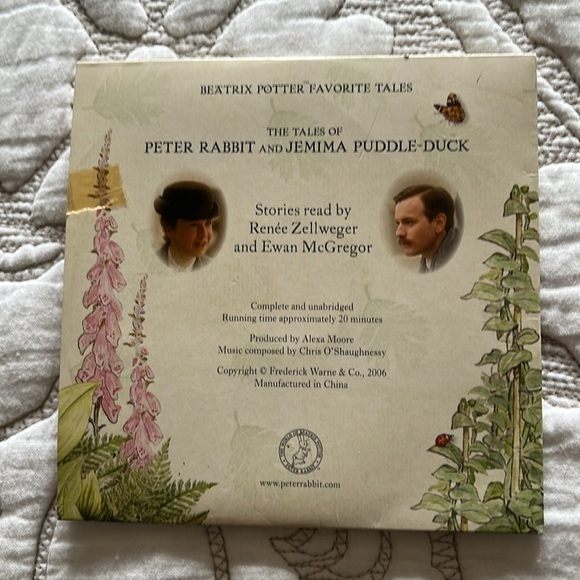 BEATRIX POTTER™ FAVORITE TALES
THE TALES OF
PETER RABBIT AND JEMIMA PUDDLE-DUCK
Stories read by
Renée Zellweger
and Ewan McGregor
Complete and unabridged
Running time approximately 20 minutes
Produced by Alexa Moore
Music composed by Chris O'Shaughnessy
Copyright © Frederick Warne & Co., 2006
Manufactured in China
PETER RABBIT
www.peterrabbit.com